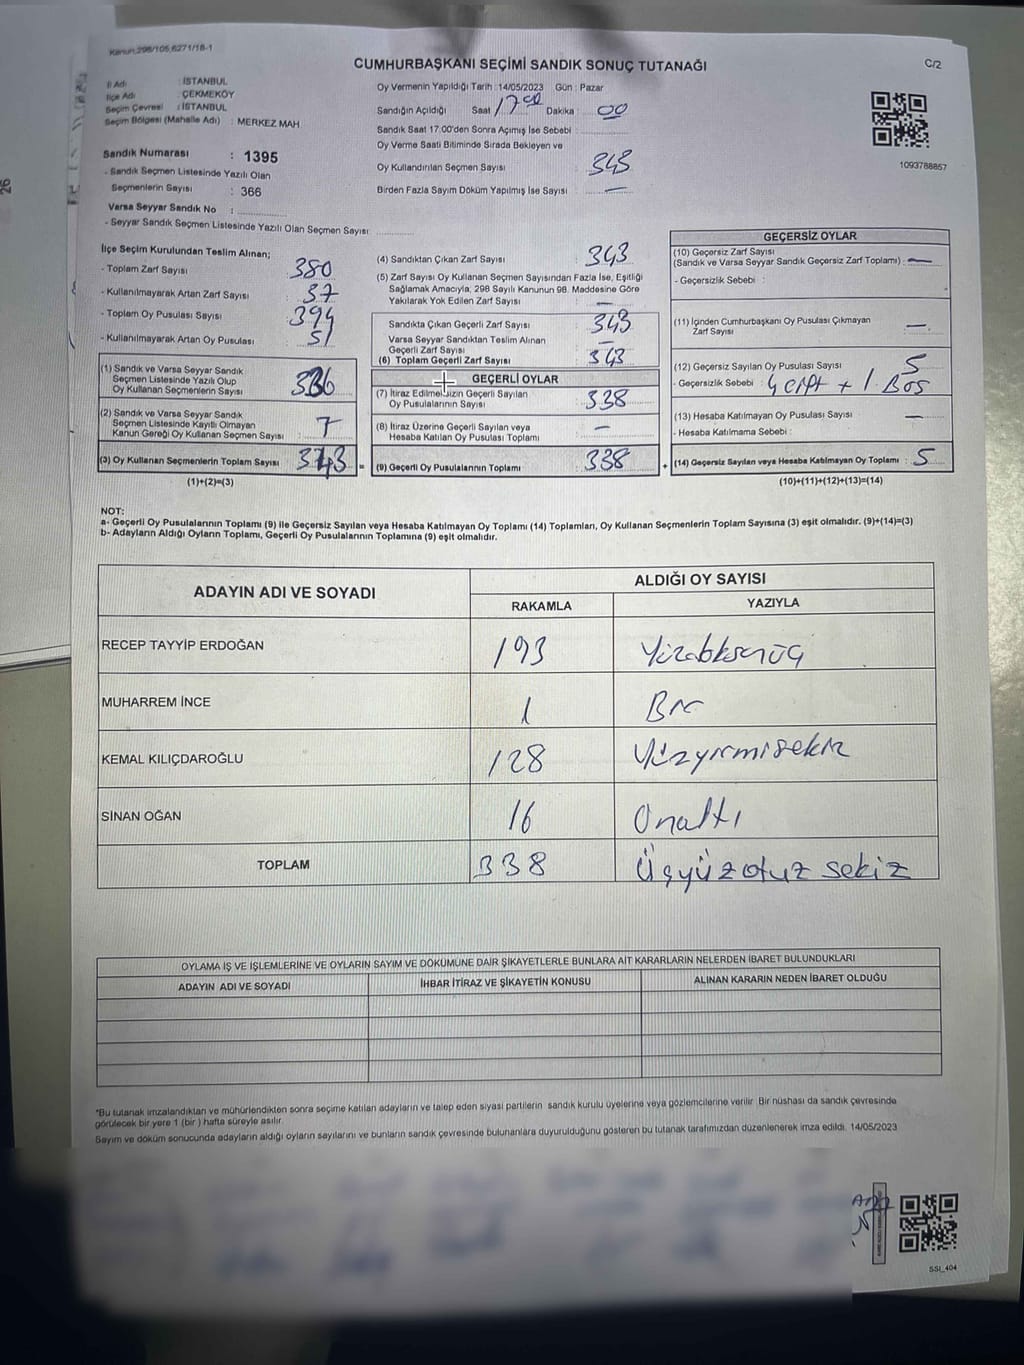 Kanun:298/105,6271/18-1
CUMHURBAŞKANI SEÇİMİ SANDIK SONUÇ TUTANAĞI
C/2
İl Adı : İSTANBUL
İlçe Adı : ÇEKMEKÖY
Seçim Çevresi : İSTANBUL
Seçim Bölgesi (Mahalle Adı) : MERKEZ MAH
Sandık Numarası : 1395
- Sandık Seçmen Listesinde Yazılı Olan
Seçmenlerin Sayısı : 366
Varsa Seyyar Sandık No :
- Seyyar Sandık Seçmen Listesinde Yazılı Olan Seçmen Sayısı
Oy Vermenin Yapıldığı Tarih :14/05/2023 Gün : Pazar
Sandığın Açıldığı Saat 17 00 Dakika : 00
Sandık Saat 17.00'den Sonra Açımış İse Sebebi :
Oy Verme Saati Bitiminde Sırada Bekleyen ve
Oy Kullandırılan Seçmen Sayısı : 343
Birden Fazla Sayım Döküm Yapılmış İse Sayısı : —
1093788857
İlçe Seçim Kurulundan Teslim Alınan;
- Toplam Zarf Sayısı : 380
- Kullanılmayarak Artan Zarf Sayısı : 37
- Toplam Oy Pusulası Sayısı : 394
- Kullanılmayarak Artan Oy Pusulası : 51
(1) Sandık ve Varsa Seyyar Sandık
Seçmen Listesinde Yazılı Olup
Oy Kullanan Seçmenlerin Sayısı : 336
(2) Sandık ve Varsa Seyyar Sandık
Seçmen Listesinde Kayıtlı Olmayan
Kanun Gereği Oy Kullanan Seçmen Sayısı : 7
(3) Oy Kullanan Seçmenlerin Toplam Sayısı : 343 =
(1)+(2)=(3)
(4) Sandıktan Çıkan Zarf Sayısı : 343
(5) Zarf Sayısı Oy Kullanan Seçmen Sayısından Fazla İse, Eşitliği
Sağlamak Amacıyla, 298 Sayılı Kanunun 98. Maddesine Göre
Yakılarak Yok Edilen Zarf Sayısı : —
Sandıkta Çıkan Geçerli Zarf Sayısı : 343
Varsa Seyyar Sandıktan Teslim Alınan
Geçerli Zarf Sayısı : —
(6) Toplam Geçerli Zarf Sayısı : 343
GEÇERLİ OYLAR
(7) İtiraz Edilmeksizin Geçerli Sayılan
Oy Pusulalarının Sayısı : 338
(8) İtiraz Üzerine Geçerli Sayılan veya
Hesaba Katılan Oy Pusulası Toplamı : —
(9) Geçerli Oy Pusulalarının Toplamı : 338 +
GEÇERSİZ OYLAR
(10) Geçersiz Zarf Sayısı
(Sandık ve Varsa Seyyar Sandık Geçersiz Zarf Toplamı) : —
- Geçersizlik Sebebi :
(11) İçinden Cumhurbaşkanı Oy Pusulası Çıkmayan
Zarf Sayısı : —
(12) Geçersiz Sayılan Oy Pusulası Sayısı : 5
- Geçersizlik Sebebi : 4 çift + 1. Boş
(13) Hesaba Katılmayan Oy Pusulası Sayısı : —
- Hesaba Katılmama Sebebi :
(14) Geçersiz Sayılan veya Hesaba Katılmayan Oy Toplamı : 5
(10)+(11)+(12)+(13)=(14)
NOT:
a- Geçerli Oy Pusulalarının Toplamı (9) ile Geçersiz Sayılan veya Hesaba Katılmayan Oy Toplamı (14) Toplamları, Oy Kullanan Seçmenlerin Toplam Sayısına (3) eşit olmalıdır. (9)+(14)=(3)
b- Adayların Aldığı Oyların Toplamı, Geçerli Oy Pusulalarının Toplamına (9) eşit olmalıdır.
ADAYIN ADI VE SOYADI
ALDIĞI OY SAYISI
RAKAMLA YAZIYLA
RECEP TAYYİP ERDOĞAN 193
MUHARREM İNCE 1 Bir
KEMAL KILIÇDAROĞLU 128 Yüzyirmisekiz
SİNAN OĞAN 16 Onaltı
TOPLAM 338 Üçyüzotuz sekiz
OYLAMA İŞ VE İŞLEMLERİNE VE OYLARIN SAYIM VE DÖKÜMÜNE DAİR ŞİKAYETLERLE BUNLARA AİT KARARLARIN NELERDEN İBARET BULUNDUKLARI
ADAYIN ADI VE SOYADI İHBAR İTİRAZ VE ŞİKAYETİN KONUSU ALINAN KARARIN NEDEN İBARET OLDUĞU
*Bu tutanak imzalandıktan ve mühürlendikten sonra seçime katılan adayların ve talep eden siyasi partilerin sandık kurulu üyelerine veya gözlemcilerine verilir. Bir nüshası da sandık çevresinde
görülecek bir yere 1 (bir ) hafta süreyle asılır.
Sayım ve döküm sonucunda adayların aldığı oyların sayılarını ve bunların sandık çevresinde bulunanlara duyurulduğunu gösteren bu tutanak tarafımızdan düzenlenerek imza edildi. 14/05/2023
SSI_404
26